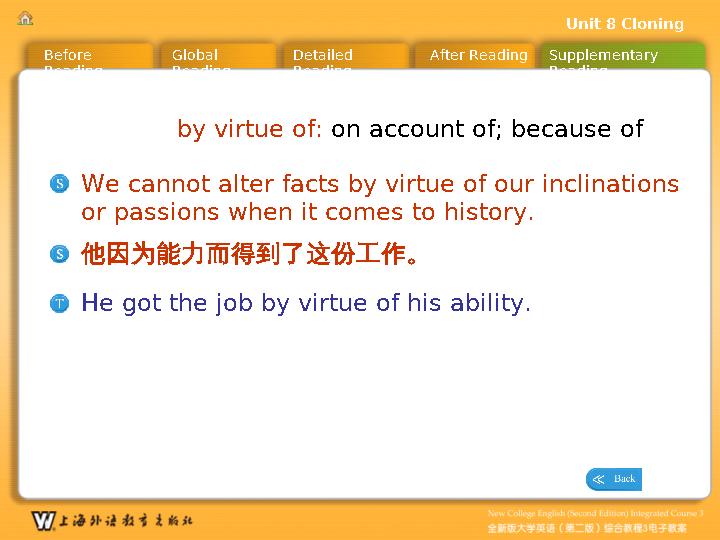 Unit 8 Cloning
Before Reading
Global Reading
Detailed Reading
After Reading
Supplementary Reading
by virtue of: on account of; because of
S
We cannot alter facts by virtue of our inclinations
or passions when it comes to history.
S
他因为能力而得到了这份工作。
T
He got the job by virtue of his ability.
≪ Back
W 上海外语教育出版社
New College English (Second Edition) Integrated Course 3
全新版大学英语（第二版）综合教程3电子教案